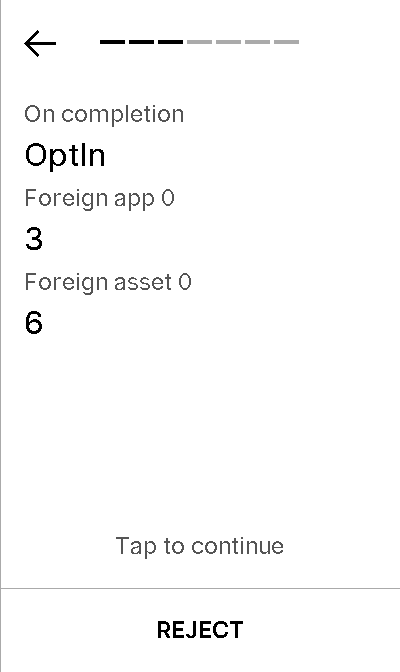 On completion
OptIn
Foreign app 0
3
Foreign asset 0
6
Tap to continue
REJECT